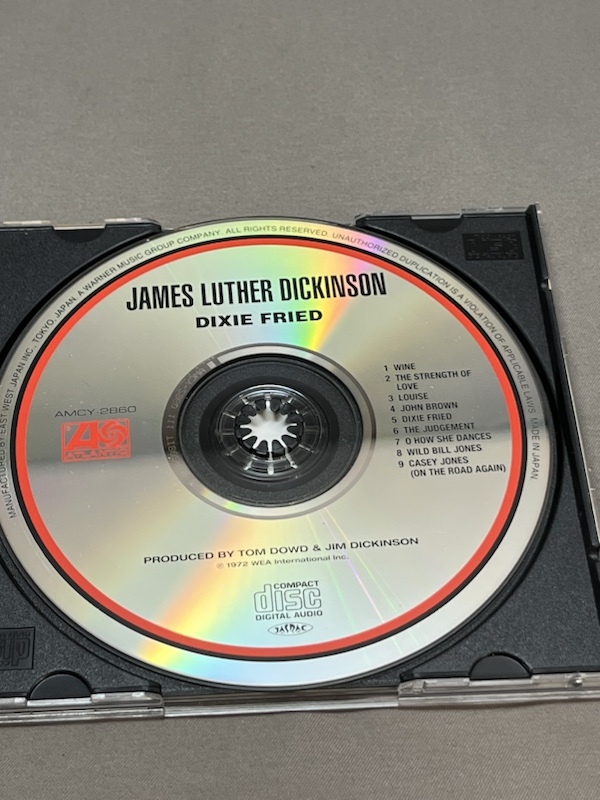 MANUFACTURED BY EAST WEST JAPAN INC., TOKYO, JAPAN. A WARNER MUSIC GROUP COMPANY. ALL RIGHTS RESERVED. UNAUTHORIZED DUPLICATION IS A VIOLATION OF APPLICABLE LAWS. MADE IN JAPAN
JAMES LUTHER DICKINSON
DIXIE FRIED
AMCY-2860
ATLANTIC
1 WINE
2 THE STRENGTH OF
LOVE
3 LOUISE
4 JOHN BROWN
5 DIXIE FRIED
6 THE JUDGEMENT
7 O HOW SHE DANCES
8 WILD BILL JONES
9 CASEY JONES
(ON THE ROAD AGAIN)
PRODUCED BY TOM DOWD & JIM DICKINSON
℗ 1972 WEA International Inc.
COMPACT
disc
DIGITAL AUDIO
JASRAC